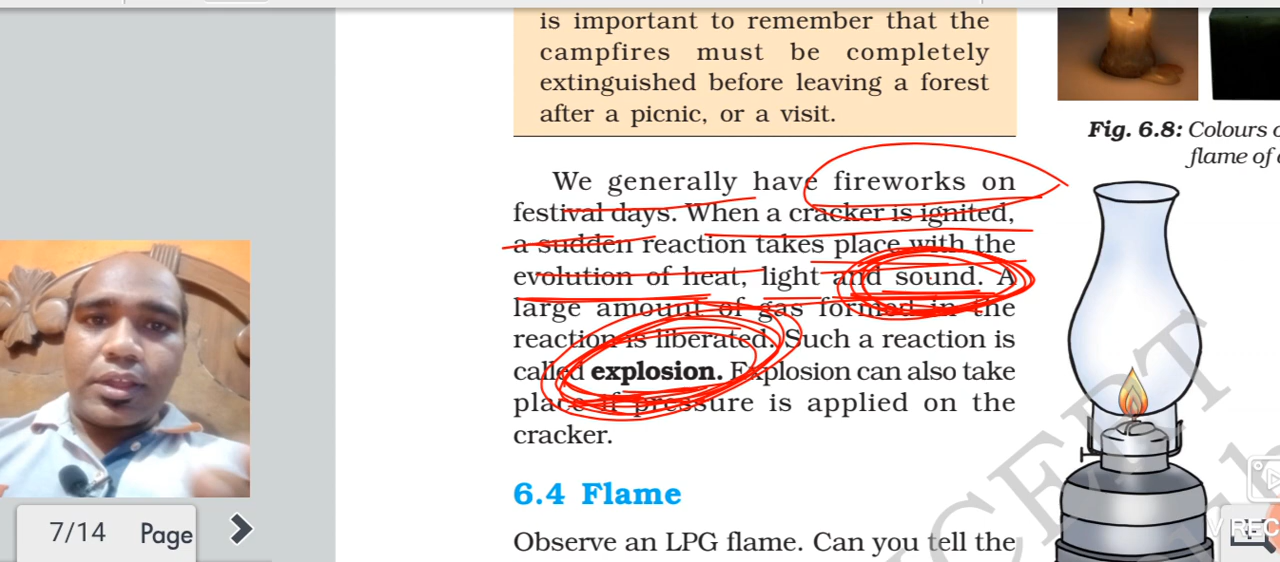 is important to remember that the
campfires must be completely
extinguished before leaving a forest
after a picnic, or a visit.
We generally have fireworks on
festival days. When a cracker is ignited,
a sudden reaction takes place with the
evolution of heat, light and sound. A
large amount of gas formed in the
reaction is liberated. Such a reaction is
called explosion. Explosion can also take
place if pressure is applied on the
cracker.
6.4 Flame
Observe an LPG flame. Can you tell the
Fig. 6.8: Colours
flame of
NCERT
7/14 Page
REC